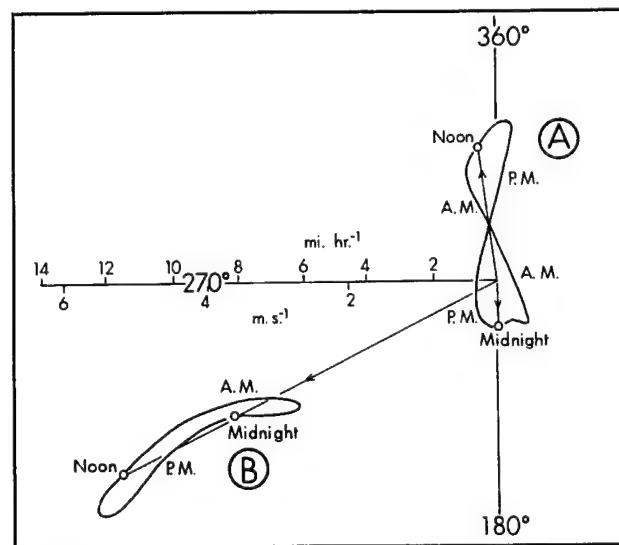 360°
Noon
A
P.M.
A.M.
mi. hr.-1
A.M.
14 12 10 8 6 4 2
270°
6 4 2
m. s.-1
P.M.
Midnight
A.M.
Midnight
Noon
P.M.
B
180°